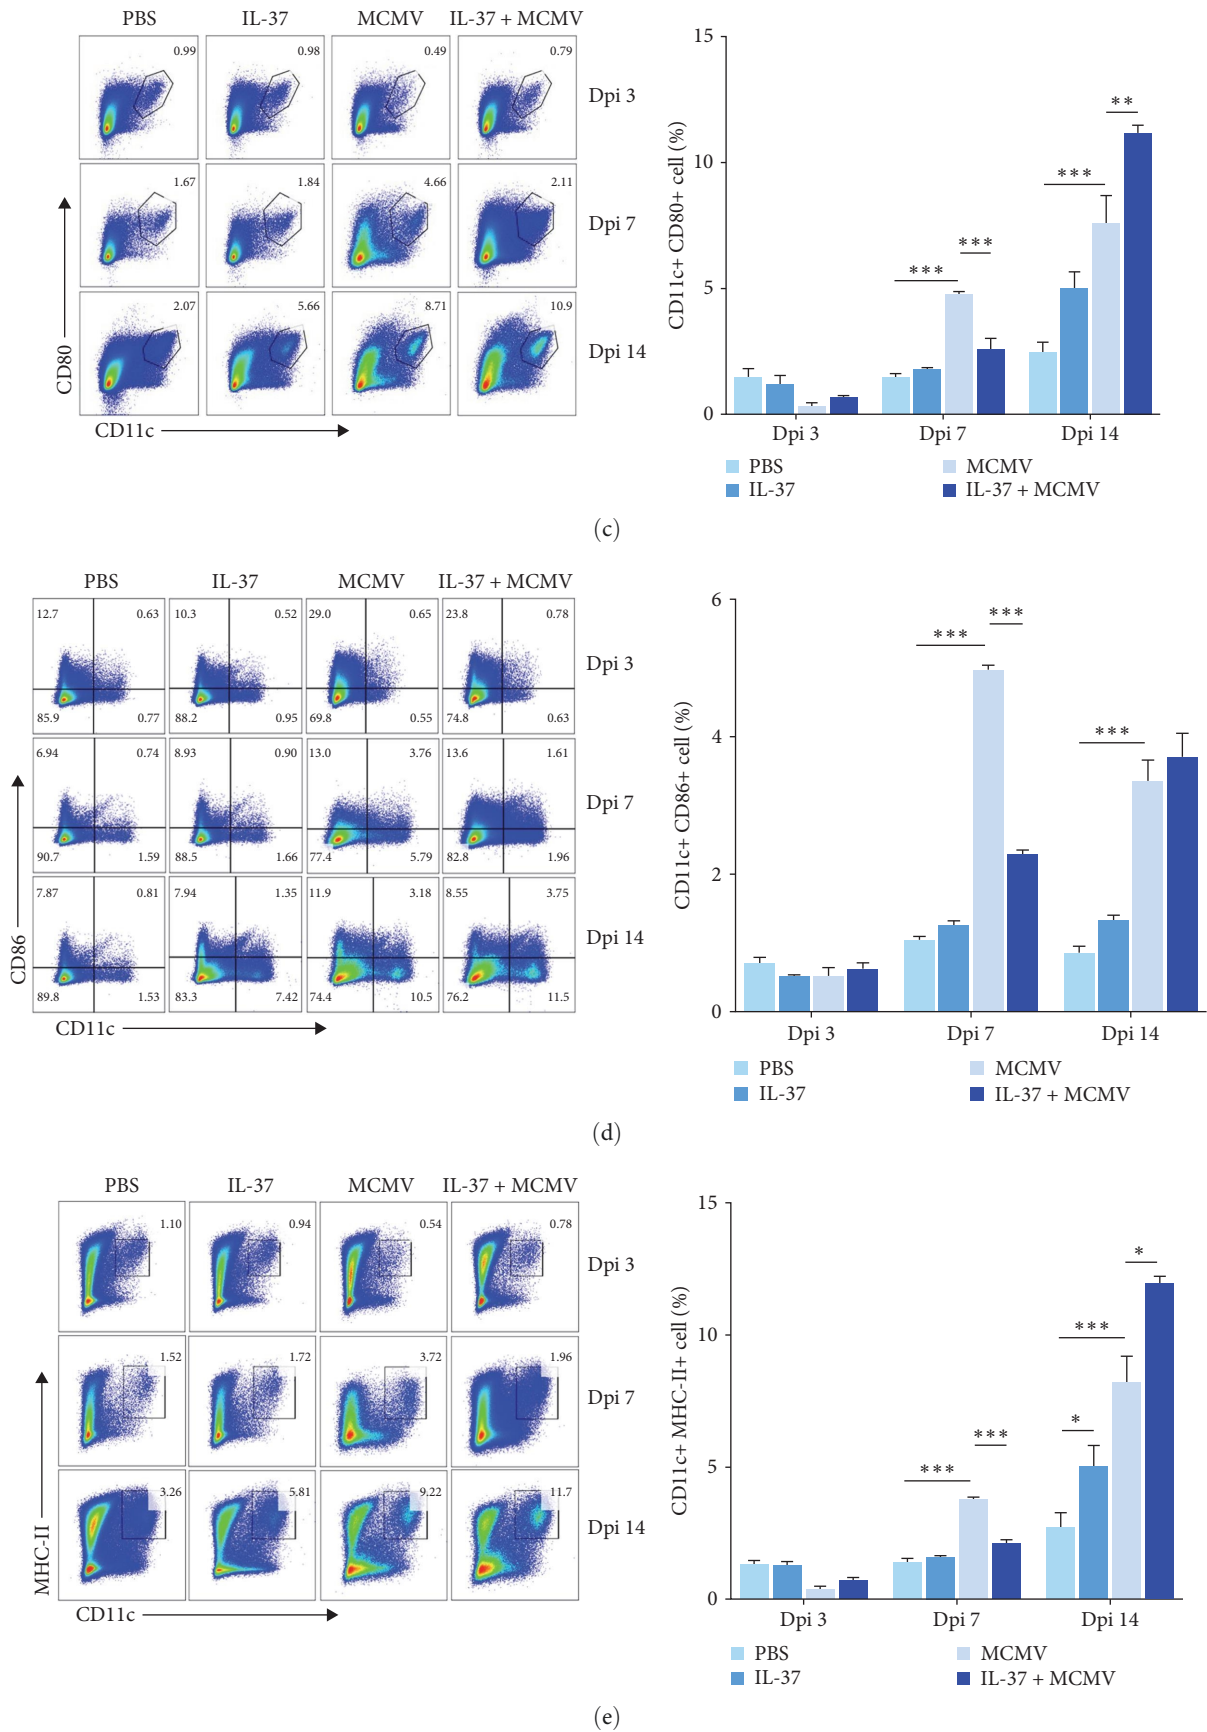 PBS IL-37 MCMV IL-37 + MCMV
0.99 0.98 0.49 0.79
Dpi 3
1.67 1.84 4.66 2.11
Dpi 7
2.07 5.66 8.71 10.9
Dpi 14
CD80
CD11c
15
10
5
0
CD11c+ CD80+ cell (%)
*** *** *** **
Dpi 3 Dpi 7 Dpi 14
PBS MCMV
IL-37 IL-37 + MCMV
(c)
PBS IL-37 MCMV IL-37 + MCMV
12.7 0.63 10.3 0.52 29.0 0.65 23.8 0.78
Dpi 3
85.9 0.77 88.2 0.95 69.8 0.55 74.8 0.63
6.94 0.74 8.93 0.90 13.0 3.76 13.6 1.61
Dpi 7
90.7 1.59 88.5 1.66 77.4 5.79 82.8 1.96
7.87 0.81 7.94 1.35 11.9 3.18 8.55 3.75
Dpi 14
89.8 1.53 83.3 7.42 74.4 10.5 76.2 11.5
CD86
CD11c
6
4
2
0
CD11c+ CD86+ cell (%)
*** *** ***
Dpi 3 Dpi 7 Dpi 14
PBS MCMV
IL-37 IL-37 + MCMV
(d)
PBS IL-37 MCMV IL-37 + MCMV
1.10 0.94 0.54 0.78
Dpi 3
1.52 1.72 3.72 1.96
Dpi 7
3.26 5.81 9.22 11.7
Dpi 14
MHC-II
CD11c
15
10
5
0
CD11c+ MHC-II+ cell (%)
*** *** * *** *
Dpi 3 Dpi 7 Dpi 14
PBS MCMV
IL-37 IL-37 + MCMV
(e)